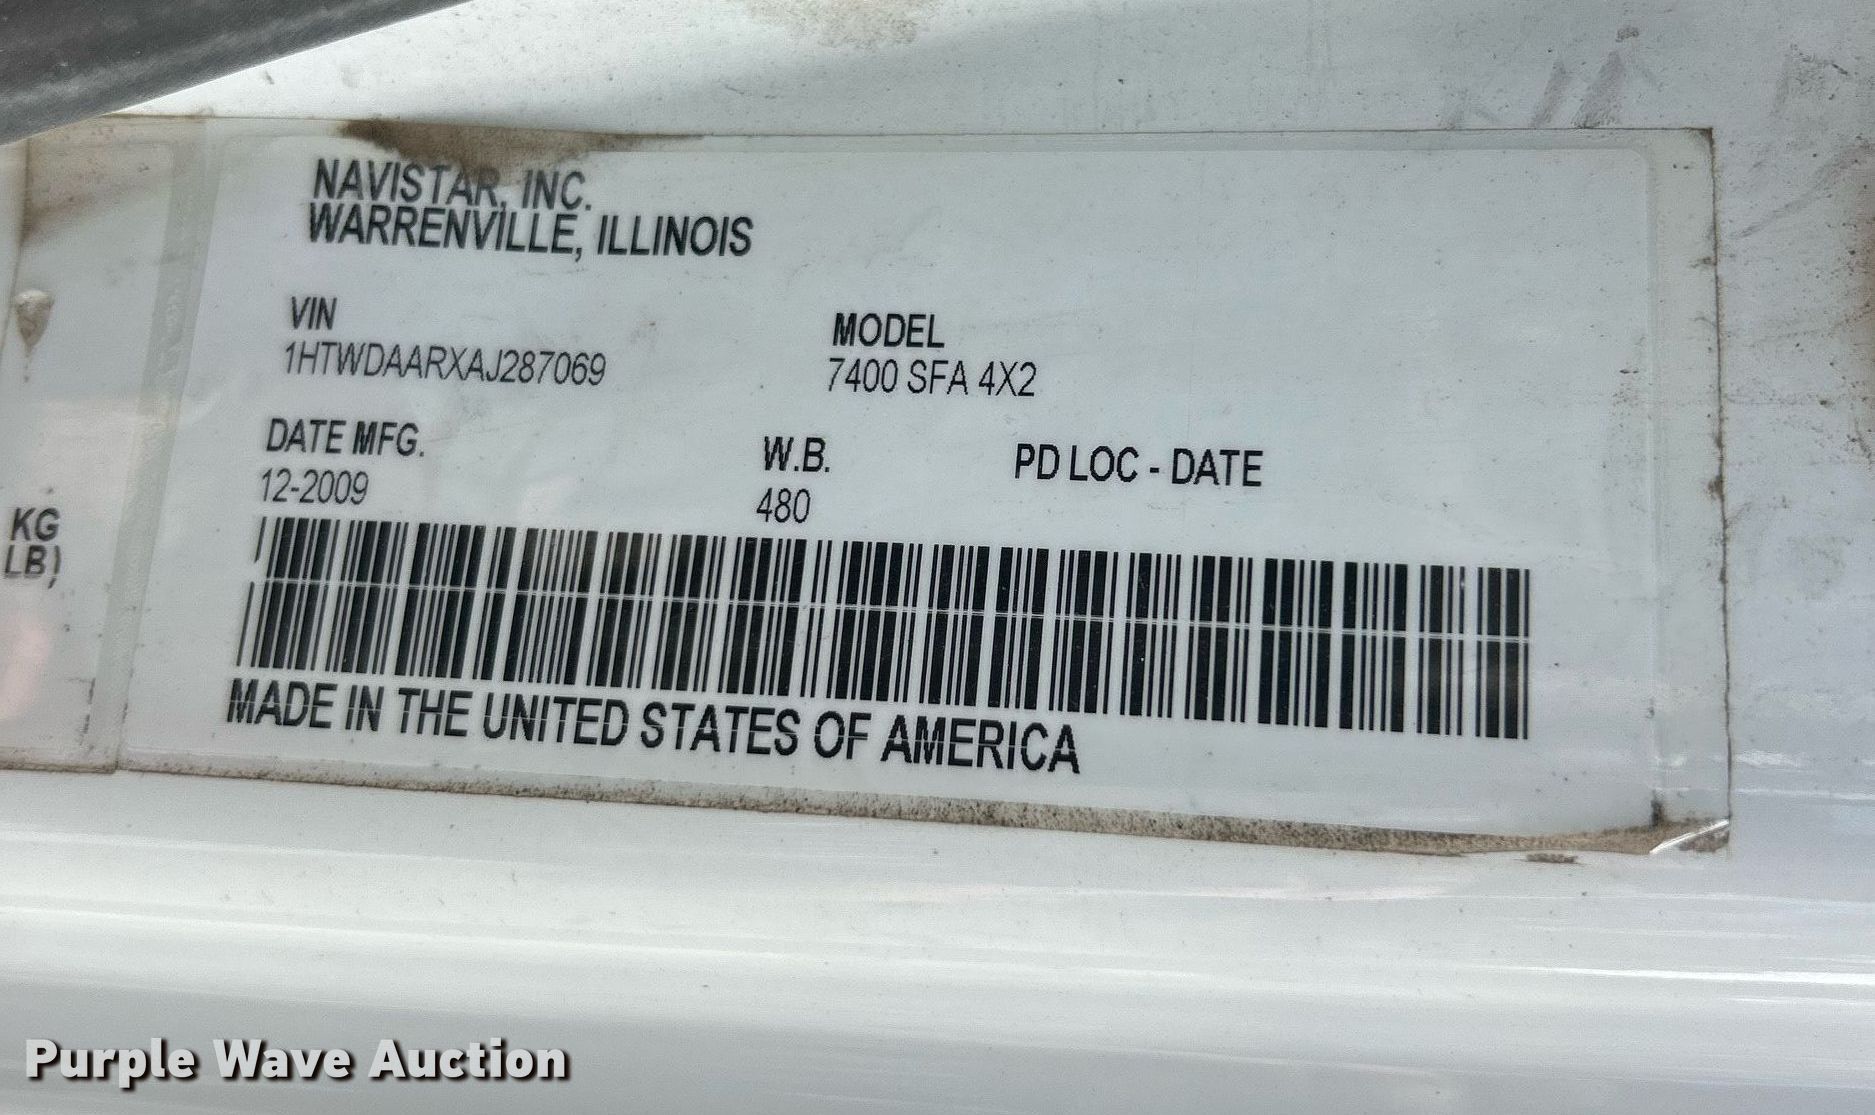 NAVISTAR, INC.
WARRENVILLE, ILLINOIS
VIN
1HTWDAARXAJ287069
MODEL
7400 SFA 4X2
DATE MFG.
12-2009
W.B.
480
PD LOC - DATE
KG
LB)
MADE IN THE UNITED STATES OF AMERICA
Purple Wave Auction